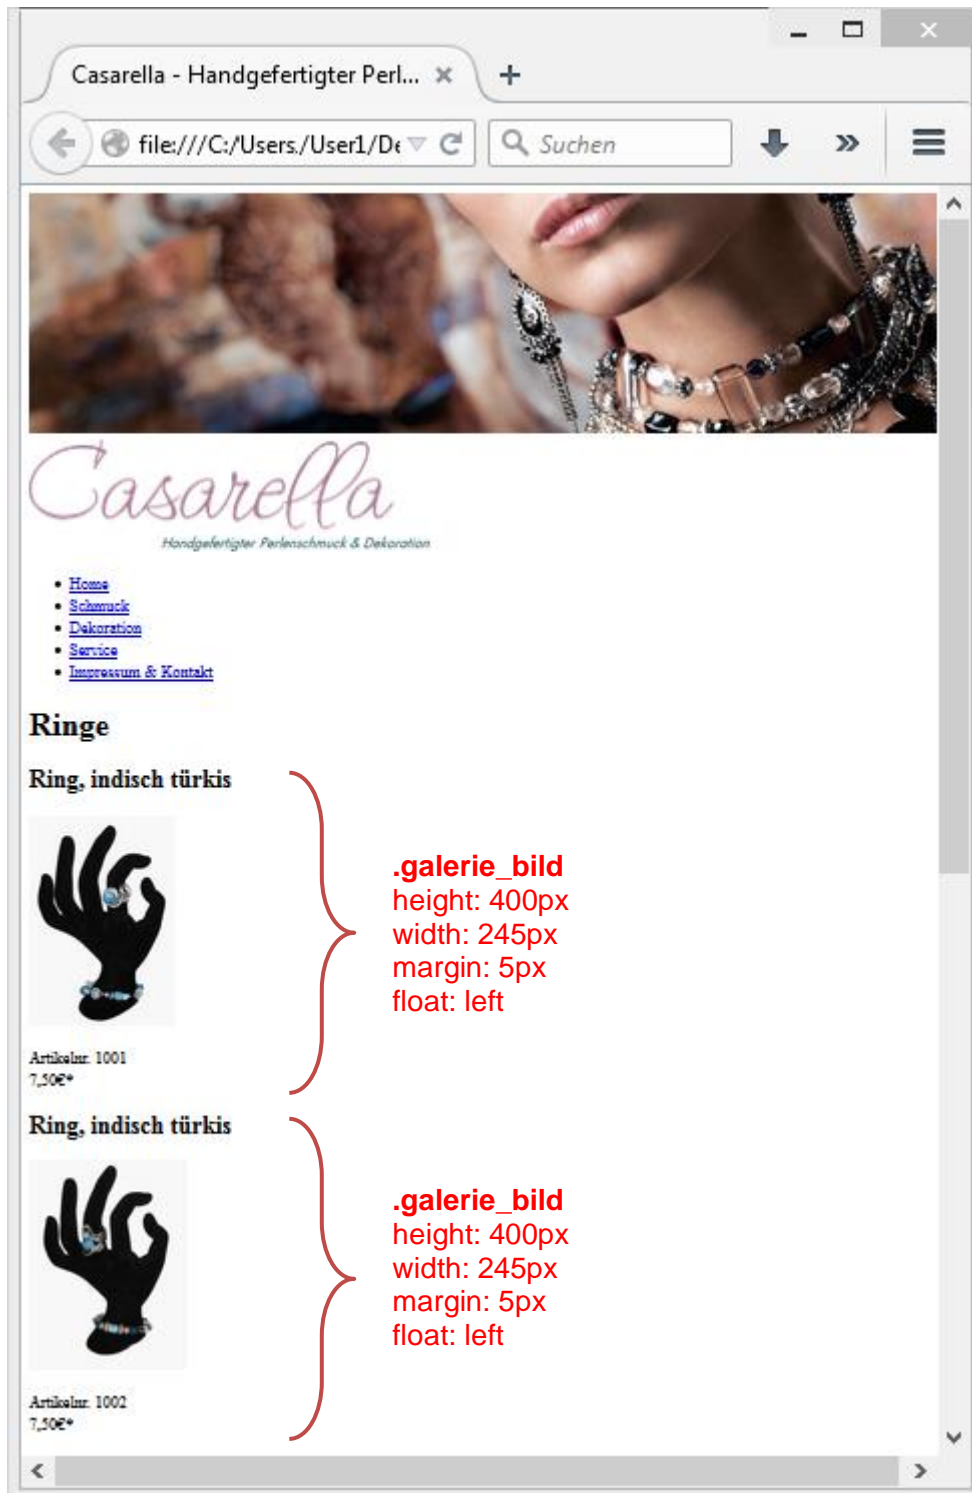 Casarella - Handgefertigter Perl...
file:///C:/Users./User1/De
Suchen
Casarella
Handgefertigter Perlenschmuck & Dekoration
Home
Schmuck
Dekoration
Service
Impressum & Kontakt
Ringe
Ring, indisch türkis
.galerie_bild
height: 400px
width: 245px
margin: 5px
float: left
Artikelnr. 1001
7,50€*
Ring, indisch türkis
.galerie_bild
height: 400px
width: 245px
margin: 5px
float: left
Artikelnr. 1002
7,50€*